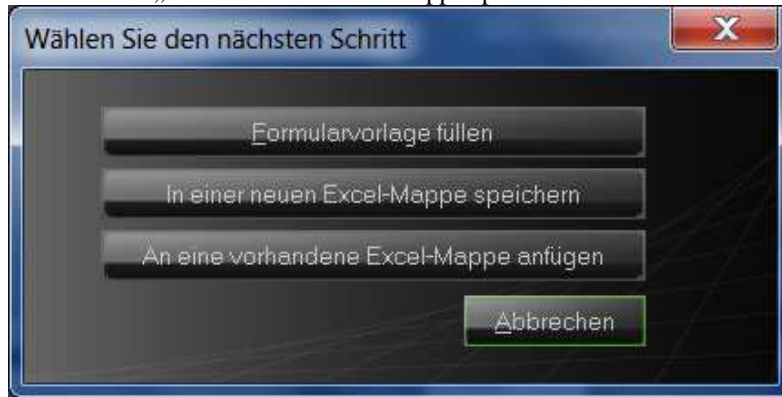 Wählen Sie den nächsten Schritt
X
Formularvorlage füllen
In einer neuen Excel-Mappe speichern
An eine vorhandene Excel-Mappe anfügen
Abbrechen